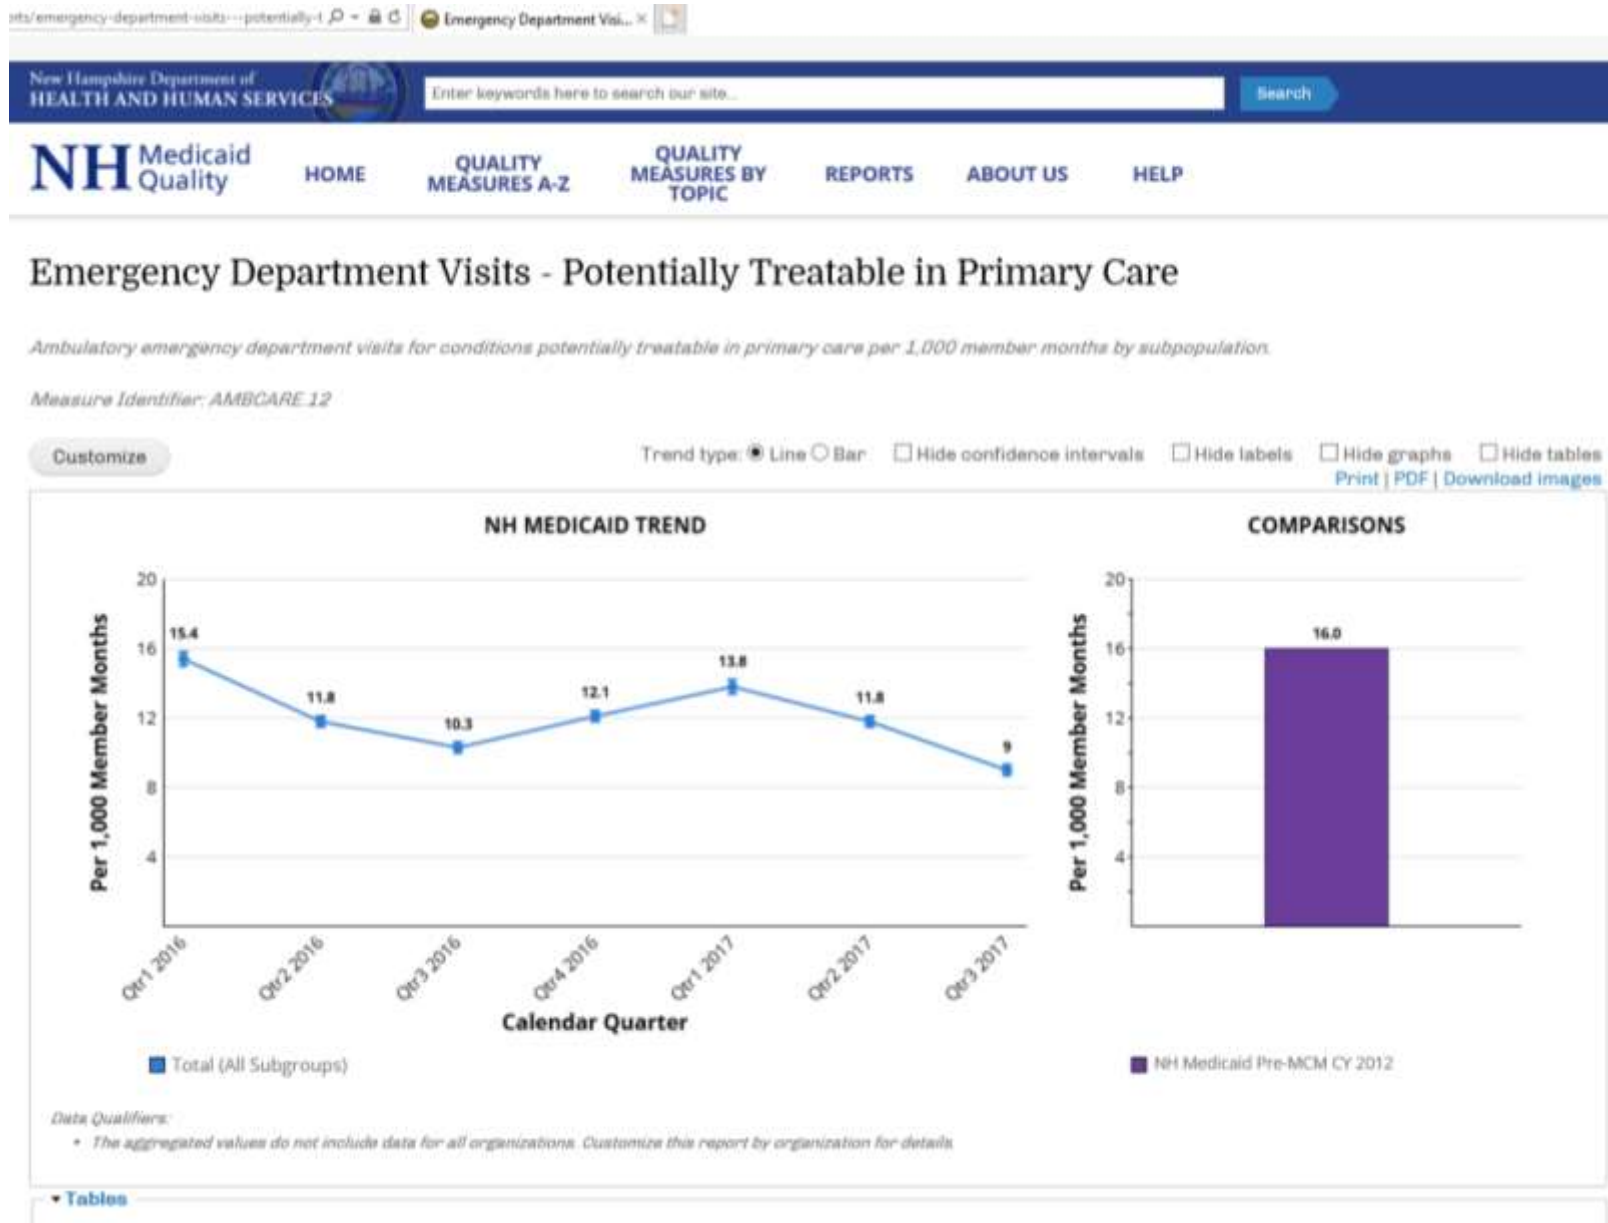 nts/emergency-department-visits---potentially-t
Emergency Department Visi...
New Hampshire Department of
HEALTH AND HUMAN SERVICES
Enter keywords here to search our site...
Search
NH Medicaid Quality
HOME
QUALITY MEASURES A-Z
QUALITY MEASURES BY TOPIC
REPORTS
ABOUT US
HELP
Emergency Department Visits - Potentially Treatable in Primary Care
Ambulatory emergency department visits for conditions potentially treatable in primary care per 1,000 member months by subpopulation.
Measure Identifier: AMBCARE.12
Customize
Trend type: Line Bar Hide confidence intervals Hide labels Hide graphs Hide tables
Print | PDF | Download images
NH MEDICAID TREND
Per 1,000 Member Months
20
16
12
8
4
15.4
11.8
10.3
12.1
13.8
11.8
9
Qtr1 2016
Qtr2 2016
Qtr3 2016
Qtr4 2016
Qtr1 2017
Qtr2 2017
Qtr3 2017
Calendar Quarter
Total (All Subgroups)
COMPARISONS
Per 1,000 Member Months
20
16
12
8
4
16.0
NH Medicaid Pre-MCM CY 2012
Data Qualifiers:
• The aggregated values do not include data for all organizations. Customize this report by organization for details.
Tables